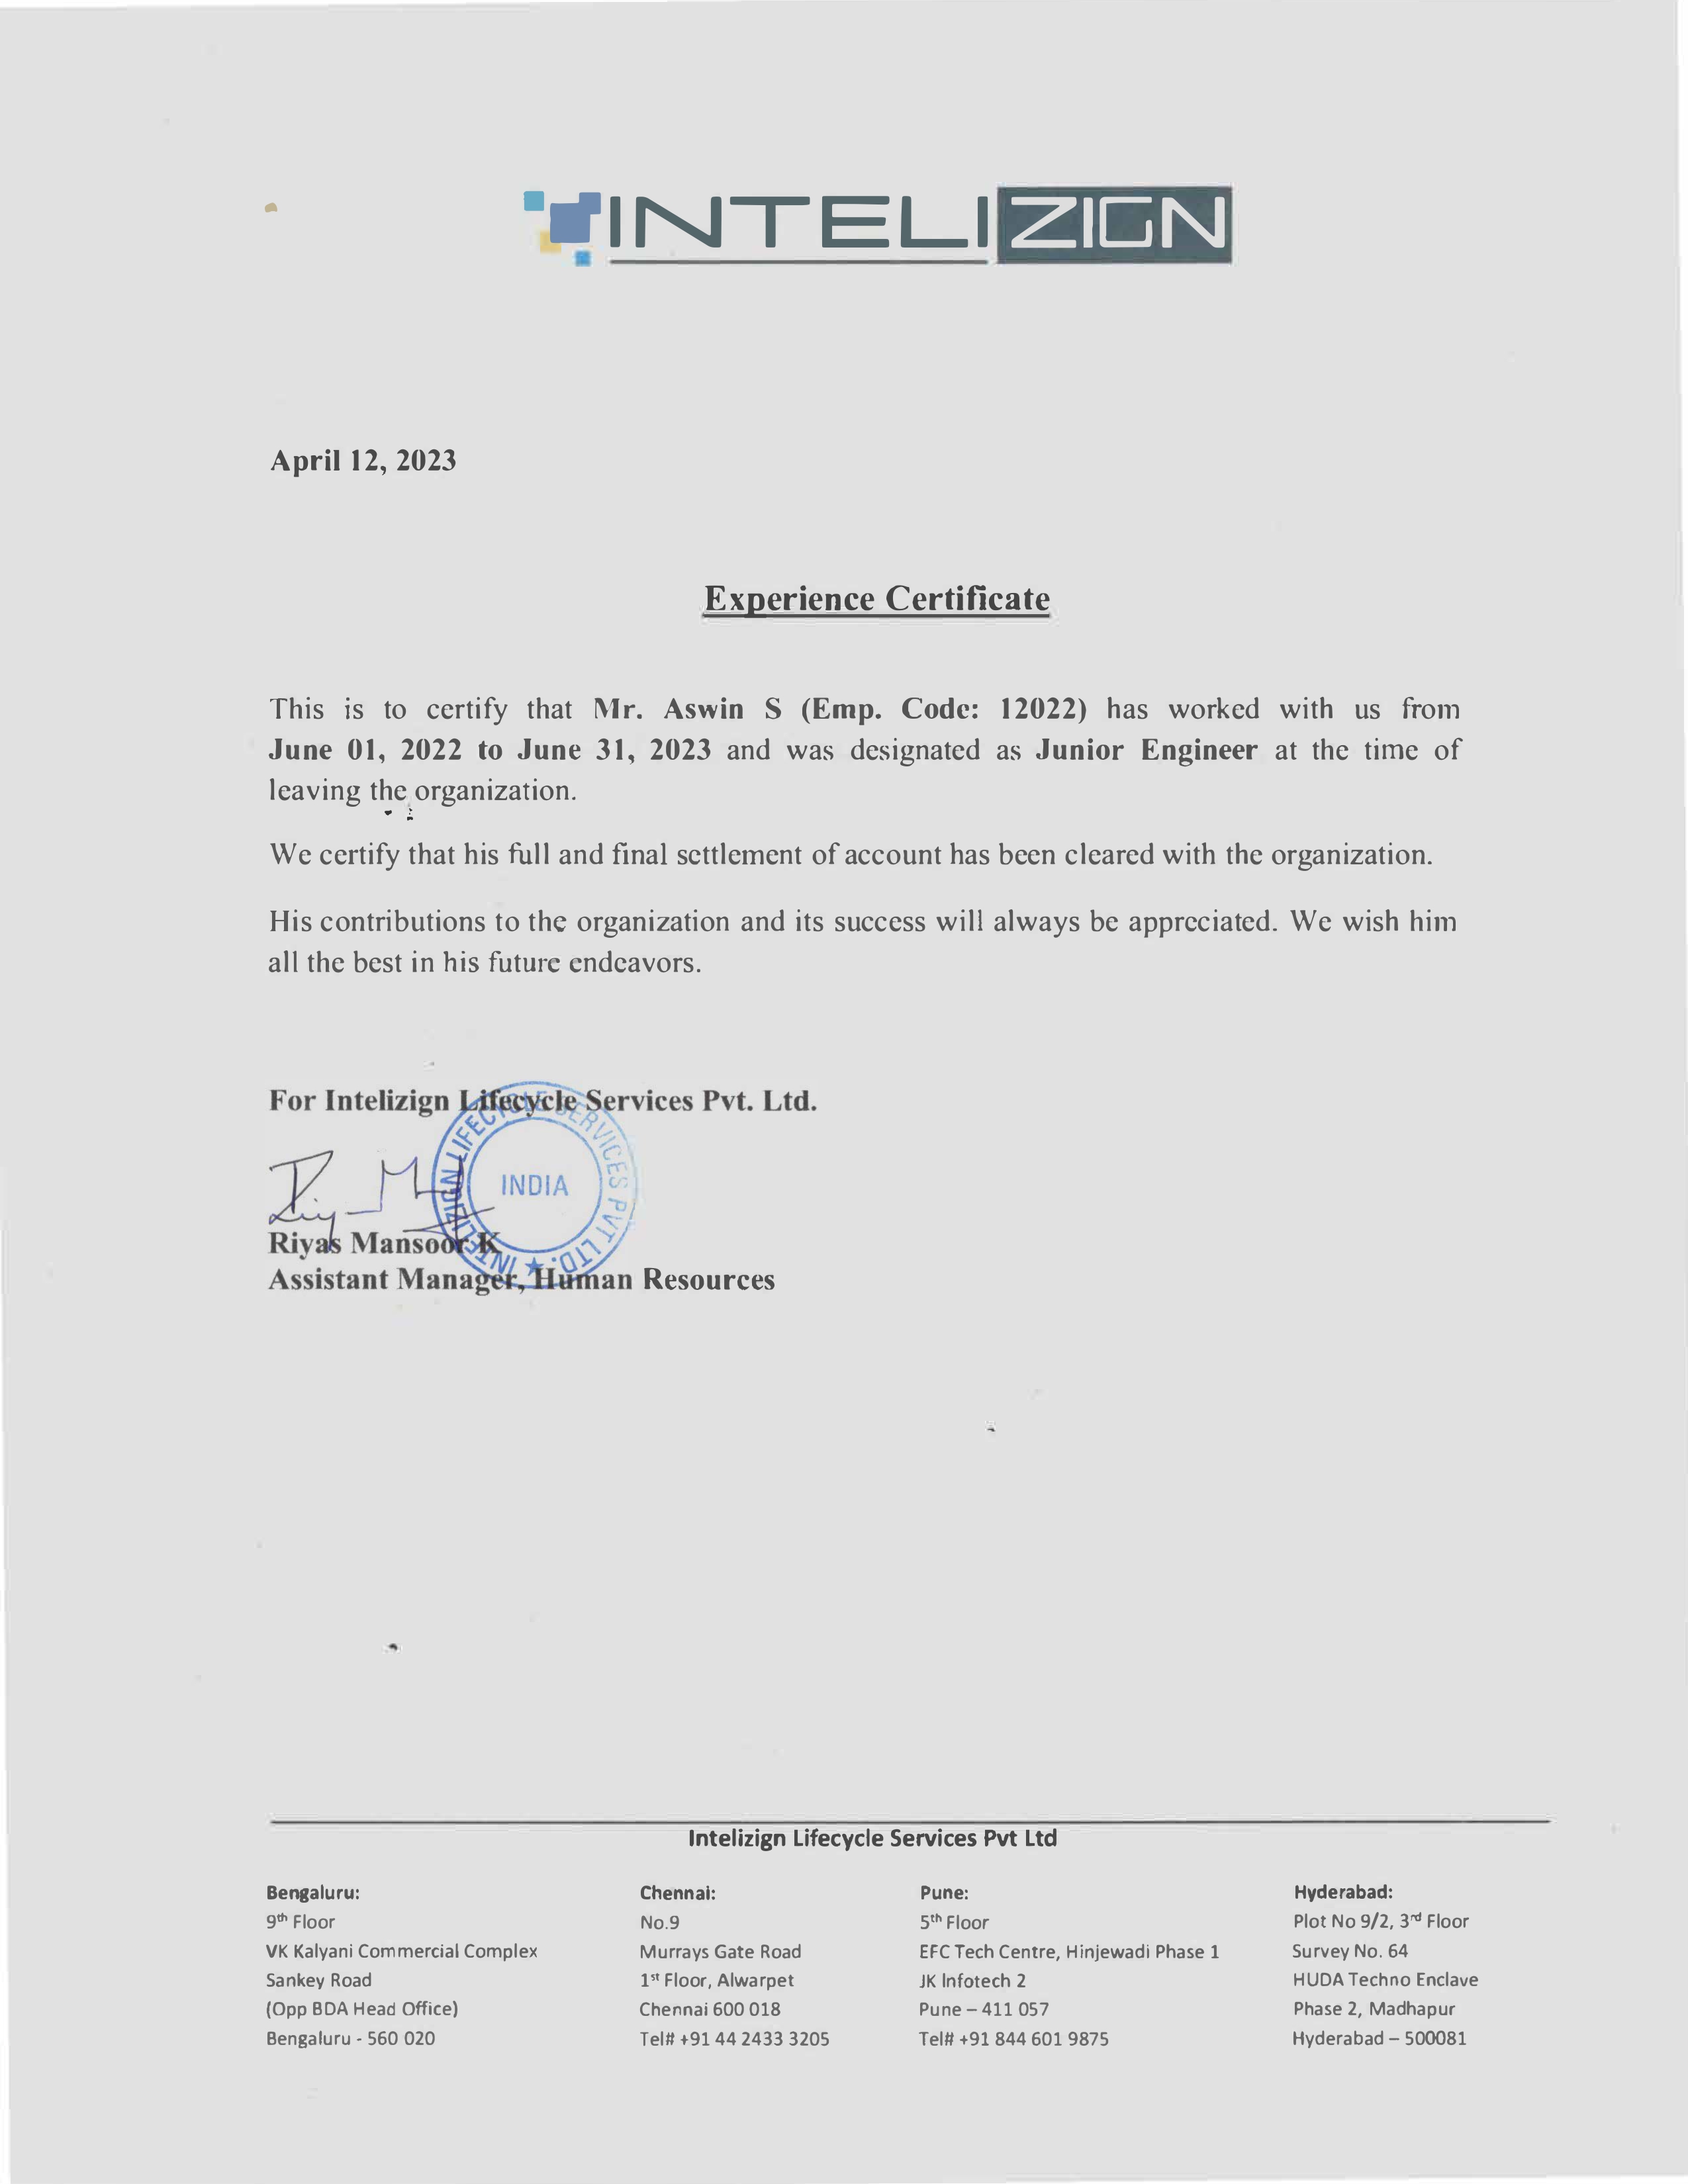 INTELIZIGN
April 12, 2023
Experience Certificate
This is to certify that Mr. Aswin S (Emp. Code: 12022) has worked with us from
June 01, 2022 to June 31, 2023 and was designated as Junior Engineer at the time of
leaving the organization.
We certify that his full and final settlement of account has been cleared with the organization.
His contributions to the organization and its success will always be appreciated. We wish him
all the best in his future endeavors.
For Intelizign Lifecycle Services Pvt. Ltd.
INTELIZIGN LIFECYCLE SERVICES PVT LTD.
INDIA
Riyas Mansoor K
Assistant Manager, Human Resources
Intelizign Lifecycle Services Pvt Ltd
Bengaluru:
9th Floor
VK Kalyani Commercial Complex
Sankey Road
(Opp BDA Head Office)
Bengaluru - 560 020
Chennai:
No.9
Murrays Gate Road
1st Floor, Alwarpet
Chennai 600 018
Tel# +91 44 2433 3205
Pune:
5th Floor
EFC Tech Centre, Hinjewadi Phase 1
JK Infotech 2
Pune – 411 057
Tel# +91 844 601 9875
Hyderabad:
Plot No 9/2, 3rd Floor
Survey No. 64
HUDA Techno Enclave
Phase 2, Madhapur
Hyderabad – 500081